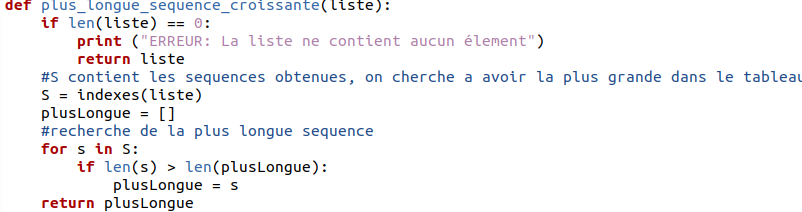 def plus_longue_sequence_croissante(liste):
    if len(liste) == 0:
        print ("ERREUR: La liste ne contient aucun élement")
        return liste
    #S contient les sequences obtenues, on cherche a avoir la plus grande dans le tableau
    S = indexes(liste)
    plusLongue = []
    #recherche de la plus longue sequence
    for s in S:
        if len(s) > len(plusLongue):
            plusLongue = s
    return plusLongue